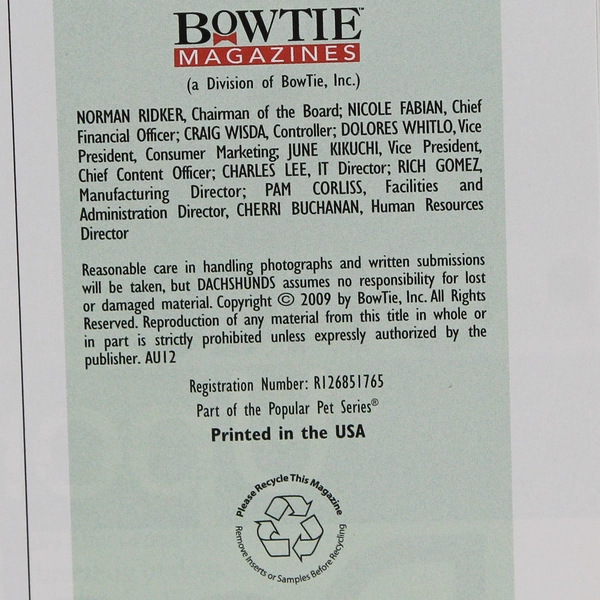 BOWTIE™
MAGAZINES
(a Division of BowTie, Inc.)
NORMAN RIDKER, Chairman of the Board; NICOLE FABIAN, Chief
Financial Officer; CRAIG WISDA, Controller; DOLORES WHITLO, Vice
President, Consumer Marketing; JUNE KIKUCHI, Vice President,
Chief Content Officer; CHARLES LEE, IT Director; RICH GOMEZ,
Manufacturing Director; PAM CORLISS, Facilities and
Administration Director, CHERRI BUCHANAN, Human Resources
Director
Reasonable care in handling photographs and written submissions
will be taken, but DACHSHUNDS assumes no responsibility for lost
or damaged material. Copyright © 2009 by BowTie, Inc. All Rights
Reserved. Reproduction of any material from this title in whole or
in part is strictly prohibited unless expressly authorized by the
publisher. AU12
Registration Number: R126851765
Part of the Popular Pet Series®
Printed in the USA
Please Recycle This Magazine
Remove Inserts or Samples Before Recycling